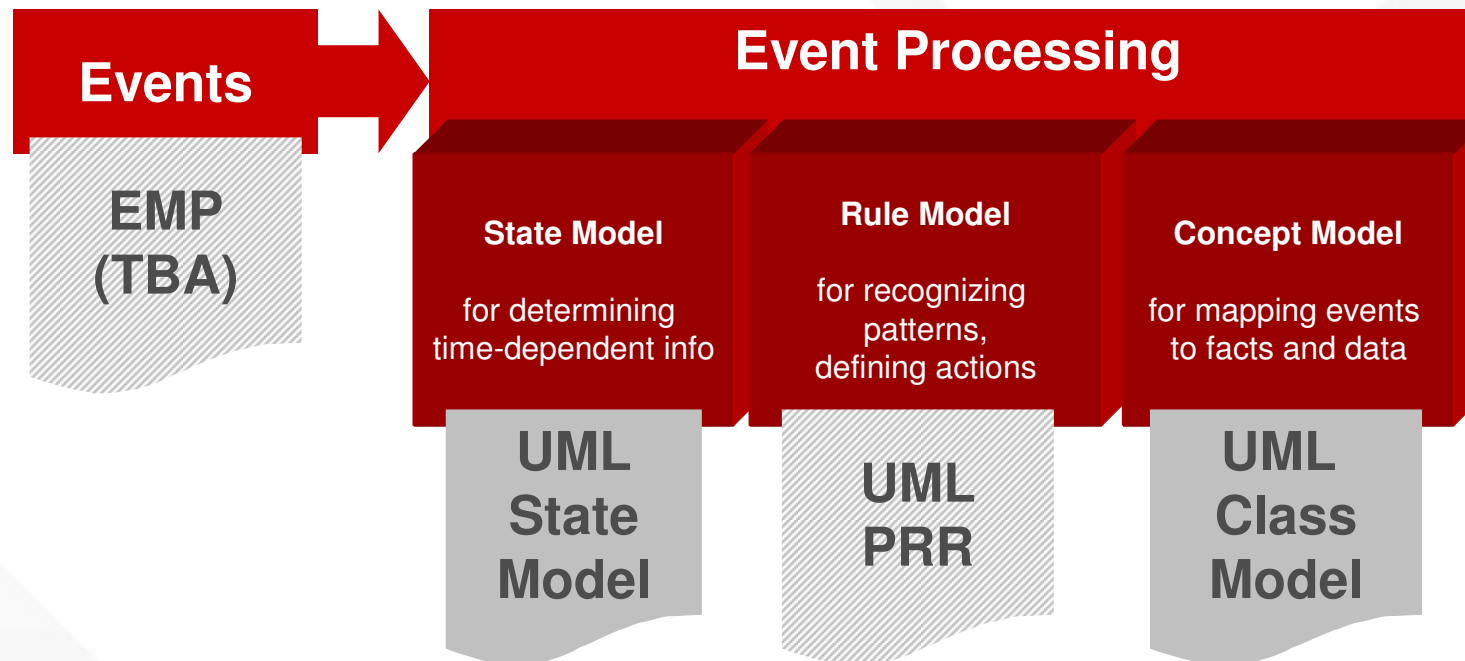 Events
Event Processing
EMP
(TBA)
State Model
for determining
time-dependent info
Rule Model
for recognizing
patterns,
defining actions
Concept Model
for mapping events
to facts and data
UML
State
Model
UML
PRR
UML
Class
Model